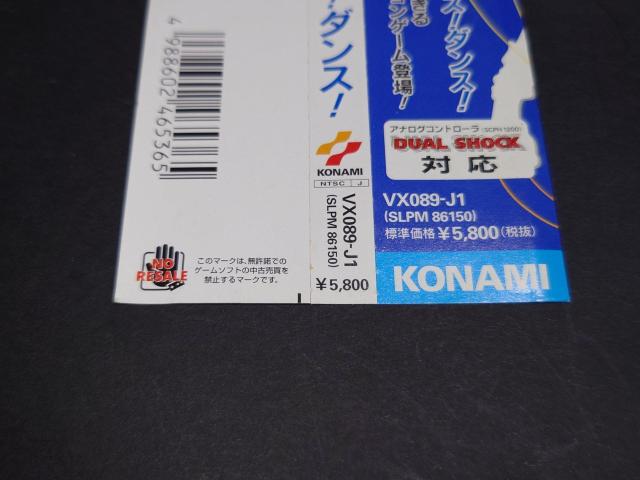 4 988602 465365
NO
RESALE
このマークは、無許諾での
ゲームソフトの中古売買を
禁止するマークです。
ダンス!
KONAMI
NTSC J
VX089-J1
(SLPM 86150)
¥5,800
ス!ダンス!
きる
ンゲーム登場!
アナログコントローラ(SCPH 1200)
DUAL SHOCK
対応
VX089-J1
(SLPM 86150)
標準価格¥5,800(税抜)
KONAMI